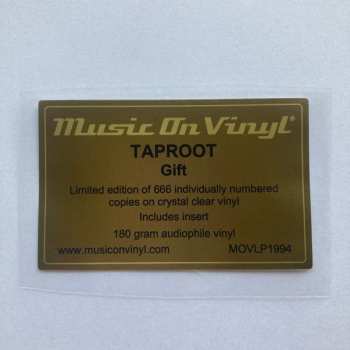 Music On Vinyl®
TAPROOT
Gift
Limited edition of 666 individually numbered
copies on crystal clear vinyl
Includes insert
180 gram audiophile vinyl
www.musiconvinyl.com MOVLP1994